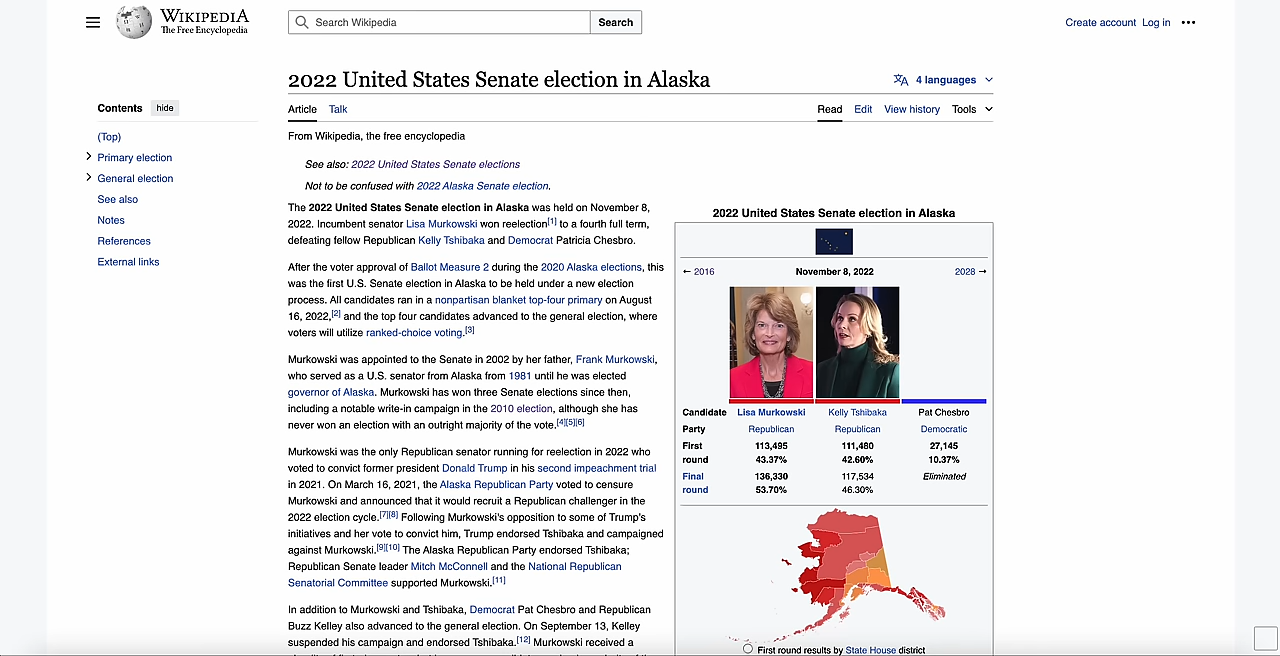 WIKIPEDIA
The Free Encyclopedia
Search Wikipedia
Search
Create account Log in
2022 United States Senate election in Alaska
4 languages
Contents hide
(Top)
Primary election
General election
See also
Notes
References
External links
Article Talk
Read Edit View history Tools
From Wikipedia, the free encyclopedia
See also: 2022 United States Senate elections
Not to be confused with 2022 Alaska Senate election.
The 2022 United States Senate election in Alaska was held on November 8,
2022. Incumbent senator Lisa Murkowski won reelection[1] to a fourth full term,
defeating fellow Republican Kelly Tshibaka and Democrat Patricia Chesbro.
After the voter approval of Ballot Measure 2 during the 2020 Alaska elections, this
was the first U.S. Senate election in Alaska to be held under a new election
process. All candidates ran in a nonpartisan blanket top-four primary on August
16, 2022,[2] and the top four candidates advanced to the general election, where
voters will utilize ranked-choice voting.[3]
Murkowski was appointed to the Senate in 2002 by her father, Frank Murkowski,
who served as a U.S. senator from Alaska from 1981 until he was elected
governor of Alaska. Murkowski has won three Senate elections since then,
including a notable write-in campaign in the 2010 election, although she has
never won an election with an outright majority of the vote.[4][5][6]
Murkowski was the only Republican senator running for reelection in 2022 who
voted to convict former president Donald Trump in his second impeachment trial
in 2021. On March 16, 2021, the Alaska Republican Party voted to censure
Murkowski and announced that it would recruit a Republican challenger in the
2022 election cycle.[7][8] Following Murkowski's opposition to some of Trump's
initiatives and her vote to convict him, Trump endorsed Tshibaka and campaigned
against Murkowski.[9][10] The Alaska Republican Party endorsed Tshibaka;
Republican Senate leader Mitch McConnell and the National Republican
Senatorial Committee supported Murkowski.[11]
In addition to Murkowski and Tshibaka, Democrat Pat Chesbro and Republican
Buzz Kelley also advanced to the general election. On September 13, Kelley
suspended his campaign and endorsed Tshibaka.[12] Murkowski received a
2022 United States Senate election in Alaska
← 2016 November 8, 2022 2028 →
Candidate Lisa Murkowski Kelly Tshibaka Pat Chesbro
Party Republican Republican Democratic
First round 113,495 111,480 27,145
43.37% 42.60% 10.37%
Final round 136,330 117,534 Eliminated
53.70% 46.30%
First round results by State House district